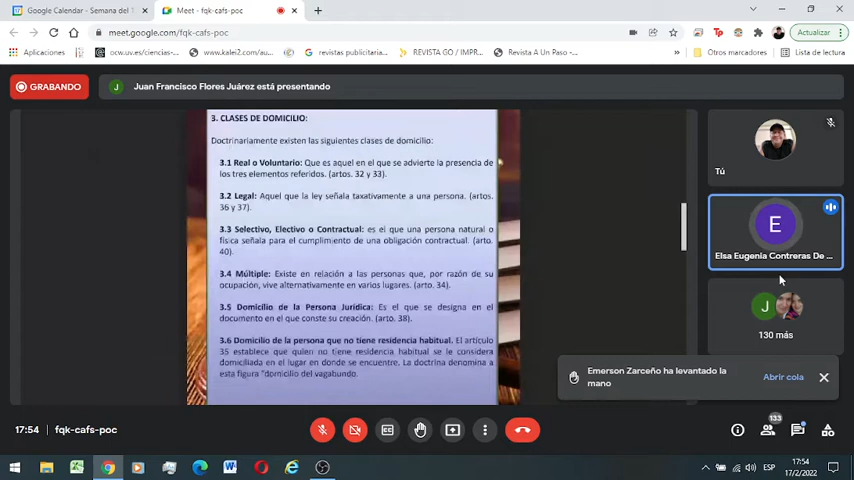 Google Calendar - Semana del 1
Meet - fqk-cafs-poc
meet.google.com/fqk-cafs-poc
Actualizar
Aplicaciones
ocw.uv.es/ciencias-...
www.kalei2.com/au...
revistas publicitaria...
REVISTA GO / IMPR...
Revista A Un Paso -...
Otros marcadores
Lista de lectura
GRABANDO
J
Juan Francisco Flores Juárez está presentando
3. CLASES DE DOMICILIO:
Doctrinariamente existen las siguientes clases de domicilio:
3.1 Real o Voluntario: Que es aquel en el que se advierte la presencia de
los tres elementos referidos. (artos. 32 y 33).
3.2 Legal: Aquel que la ley señala taxativamente a una persona. (artos.
36 y 37).
3.3 Selectivo, Electivo o Contractual: es el que una persona natural o
física señala para el cumplimiento de una obligación contractual. (arto.
40).
3.4 Múltiple: Existe en relación a las personas que, por razón de su
ocupación, vive alternativamente en varios lugares. (arto. 34).
3.5 Domicilio de la Persona Jurídica: Es el que se designa en el
documento en el que conste su creación. (arto. 38).
3.6 Domicilio de la persona que no tiene residencia habitual. El artículo
35 establece que quien no tiene residencia habitual se le considera
domiciliada en el lugar en donde se encuentre. La doctrina denomina a
esta figura "domicilio del vagabundo.
Tú
E
Elsa Eugenia Contreras De ...
J
130 más
Emerson Zarceño ha levantado la
mano
Abrir cola
17:54
fqk-cafs-poc
133
ESP
17:54
17/2/2022